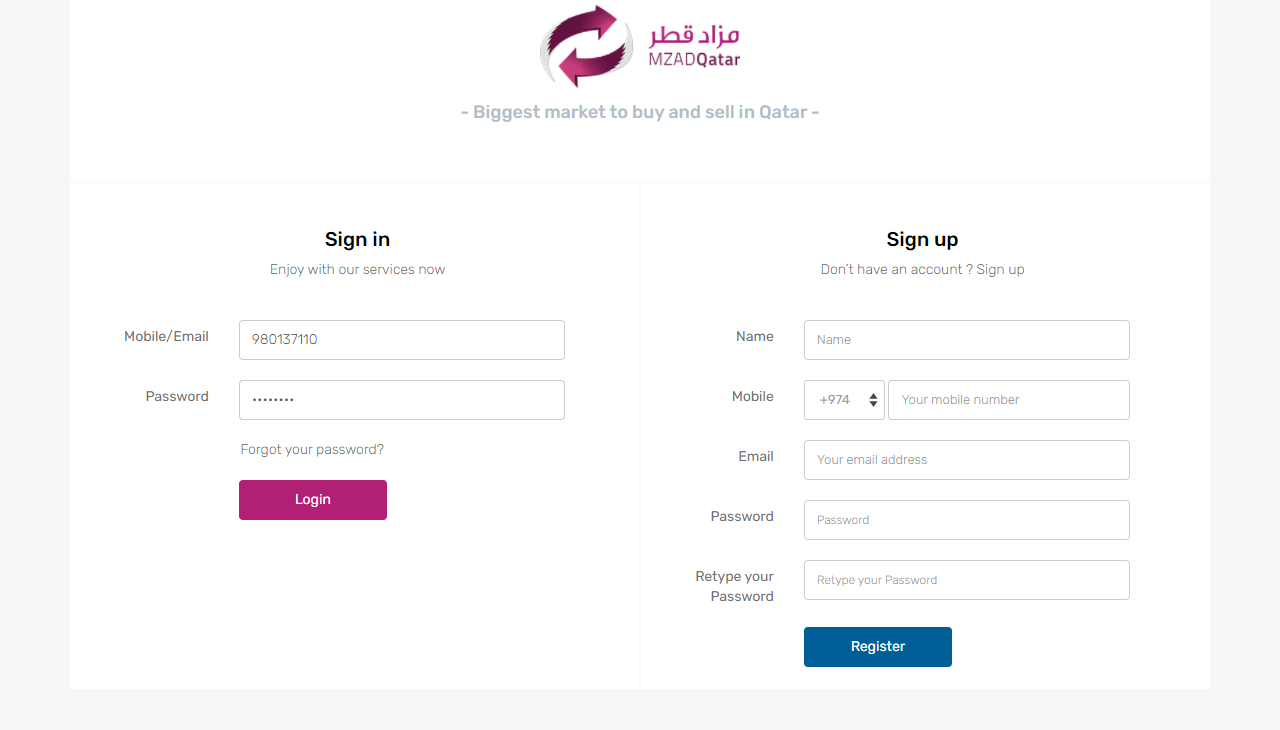 مزاد قطر
MZADQatar
- Biggest market to buy and sell in Qatar -
Sign in
Enjoy with our services now
Mobile/Email
980137110
Password
••••••••
Forgot your password?
Login
Sign up
Don't have an account ? Sign up
Name
Name
Mobile
+974
Your mobile number
Email
Your email address
Password
Password
Retype your
Password
Retype your Password
Register